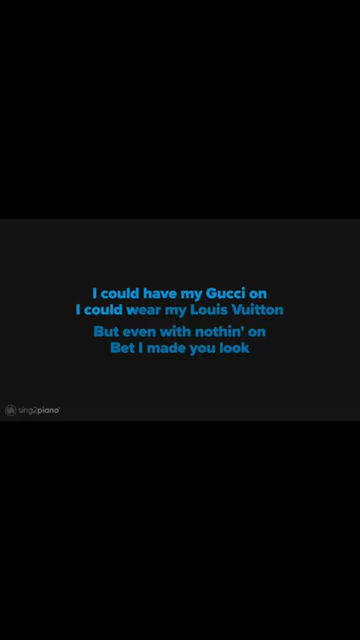 I could have my Gucci on
I could wear my Louis Vuitton
But even with nothin' on
Bet I made you look
sing2piano